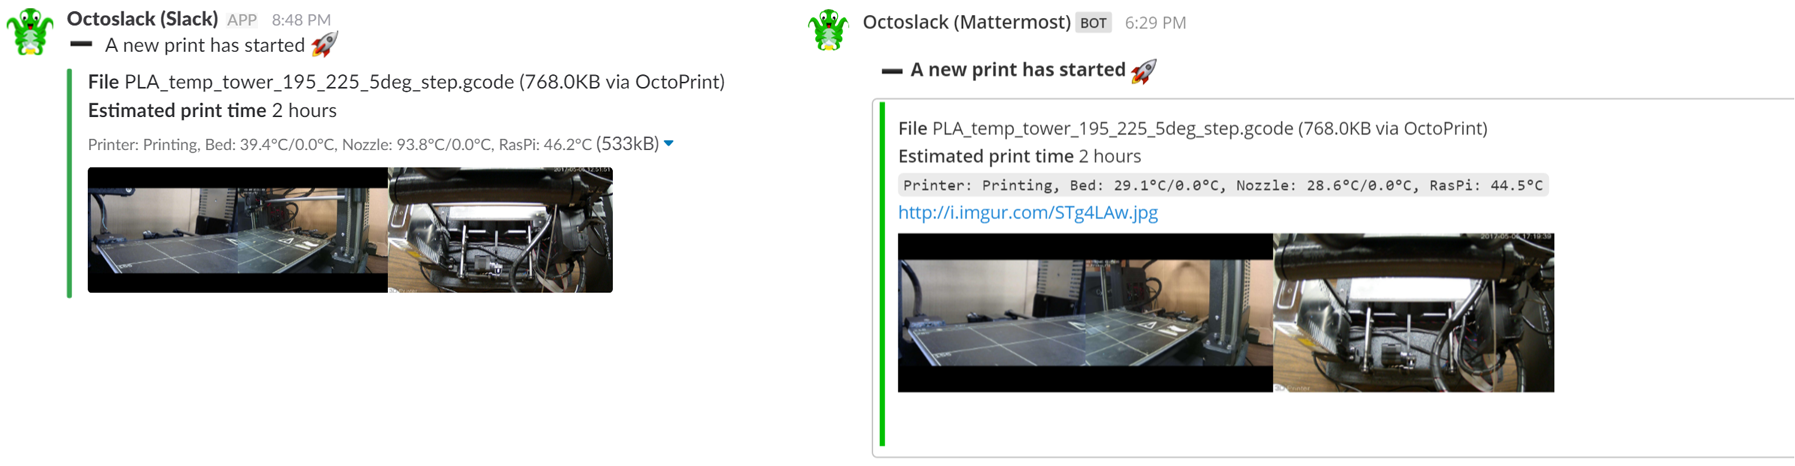 Octoslack (Slack) APP 8:48 PM
A new print has started
File PLA_temp_tower_195_225_5deg_step.gcode (768.0KB via OctoPrint)
Estimated print time 2 hours
Printer: Printing, Bed: 39.4°C/0.0°C, Nozzle: 93.8°C/0.0°C, RasPi: 46.2°C (533kB)
Octoslack (Mattermost) BOT 6:29 PM
A new print has started
File PLA_temp_tower_195_225_5deg_step.gcode (768.0KB via OctoPrint)
Estimated print time 2 hours
Printer: Printing, Bed: 29.1°C/0.0°C, Nozzle: 28.6°C/0.0°C, RasPi: 44.5°C
http://i.imgur.com/STg4LAw.jpg